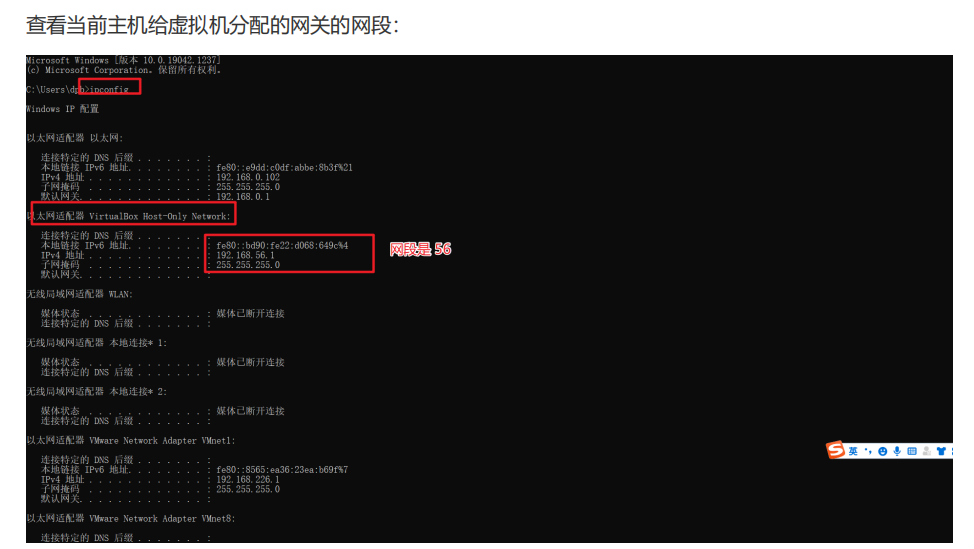 查看当前主机给虚拟机分配的网关的网段:
Microsoft Windows [版本 10.0.19042.1237]
(c) Microsoft Corporation。保留所有权利。
C:\Users\dpb>ipconfig
Windows IP 配置
以太网适配器 以太网:
连接特定的 DNS 后缀 . . . . . . . :
本地链接 IPv6 地址. . . . . . . . : fe80::e9dd:c0df:abbe:8b3f%21
IPv4 地址 . . . . . . . . . . . . : 192.168.0.102
子网掩码 . . . . . . . . . . . . : 255.255.255.0
默认网关. . . . . . . . . . . . . : 192.168.0.1
以太网适配器 VirtualBox Host-Only Network:
连接特定的 DNS 后缀 . . . . . . . :
本地链接 IPv6 地址. . . . . . . . : fe80::bd90:fe22:d068:649c%4
IPv4 地址 . . . . . . . . . . . . : 192.168.56.1
网段是 56
子网掩码 . . . . . . . . . . . . : 255.255.255.0
默认网关. . . . . . . . . . . . . :
无线局域网适配器 WLAN:
媒体状态 . . . . . . . . . . . . : 媒体已断开连接
连接特定的 DNS 后缀 . . . . . . . :
无线局域网适配器 本地连接* 1:
媒体状态 . . . . . . . . . . . . : 媒体已断开连接
连接特定的 DNS 后缀 . . . . . . . :
无线局域网适配器 本地连接* 2:
媒体状态 . . . . . . . . . . . . : 媒体已断开连接
连接特定的 DNS 后缀 . . . . . . . :
以太网适配器 VMware Network Adapter VMnet1:
连接特定的 DNS 后缀 . . . . . . . :
本地链接 IPv6 地址. . . . . . . . : fe80::8565:ea36:23ea:b69f%7
IPv4 地址 . . . . . . . . . . . . : 192.168.226.1
子网掩码 . . . . . . . . . . . . : 255.255.255.0
默认网关. . . . . . . . . . . . . :
英
以太网适配器 VMware Network Adapter VMnet8:
连接特定的 DNS 后缀 . . . . . . . :